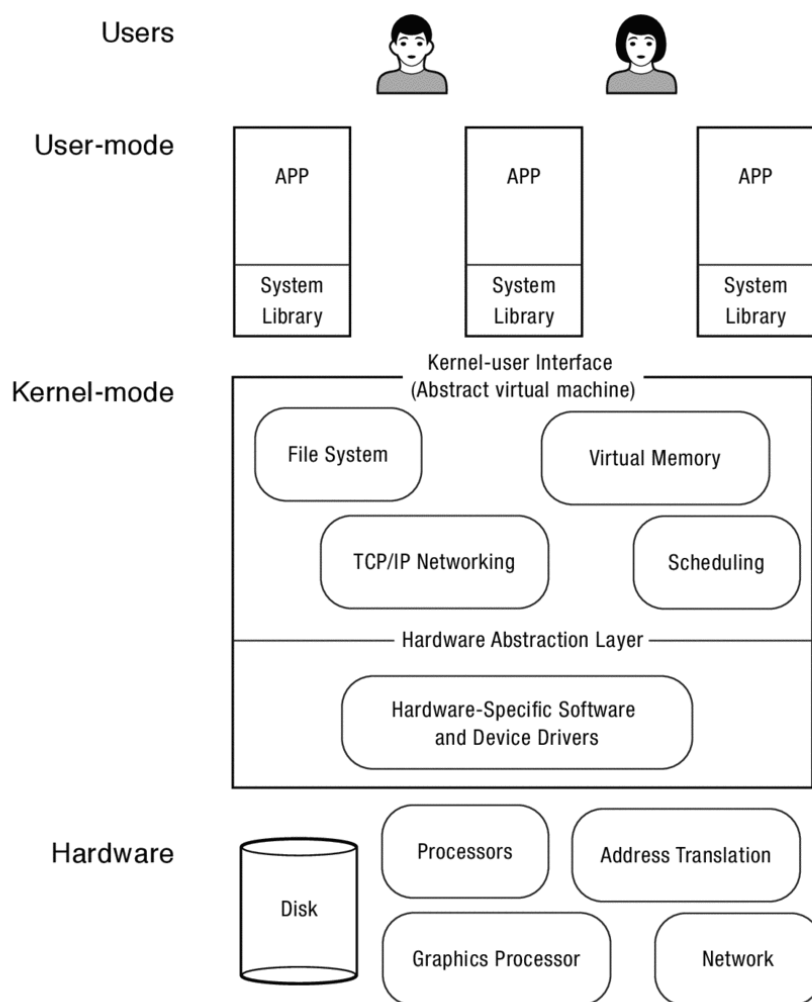 Users
User-mode
APP
APP
APP
System
Library
System
Library
System
Library
Kernel-mode
Kernel-user Interface
(Abstract virtual machine)
File System
Virtual Memory
TCP/IP Networking
Scheduling
Hardware Abstraction Layer
Hardware-Specific Software
and Device Drivers
Hardware
Disk
Processors
Address Translation
Graphics Processor
Network